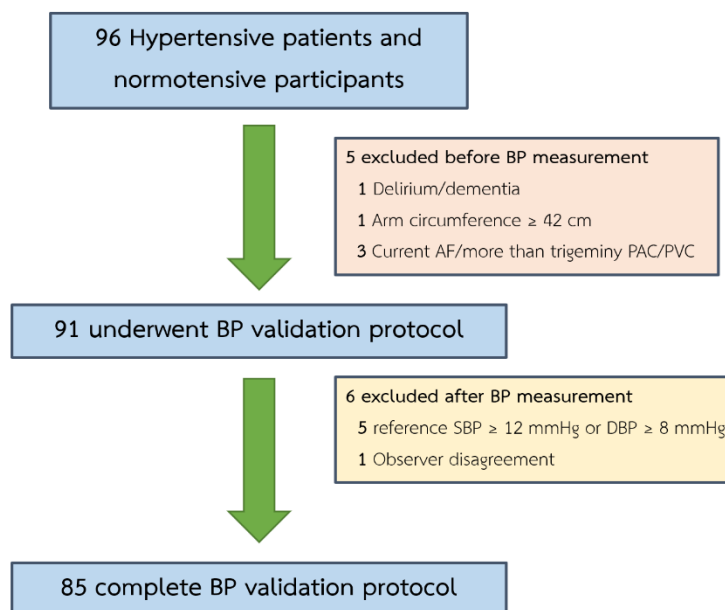 96 Hypertensive patients and
normotensive participants
5 excluded before BP measurement
1 Delirium/dementia
1 Arm circumference ≥ 42 cm
3 Current AF/more than trigeminy PAC/PVC
91 underwent BP validation protocol
6 excluded after BP measurement
5 reference SBP ≥ 12 mmHg or DBP ≥ 8 mmHg
1 Observer disagreement
85 complete BP validation protocol